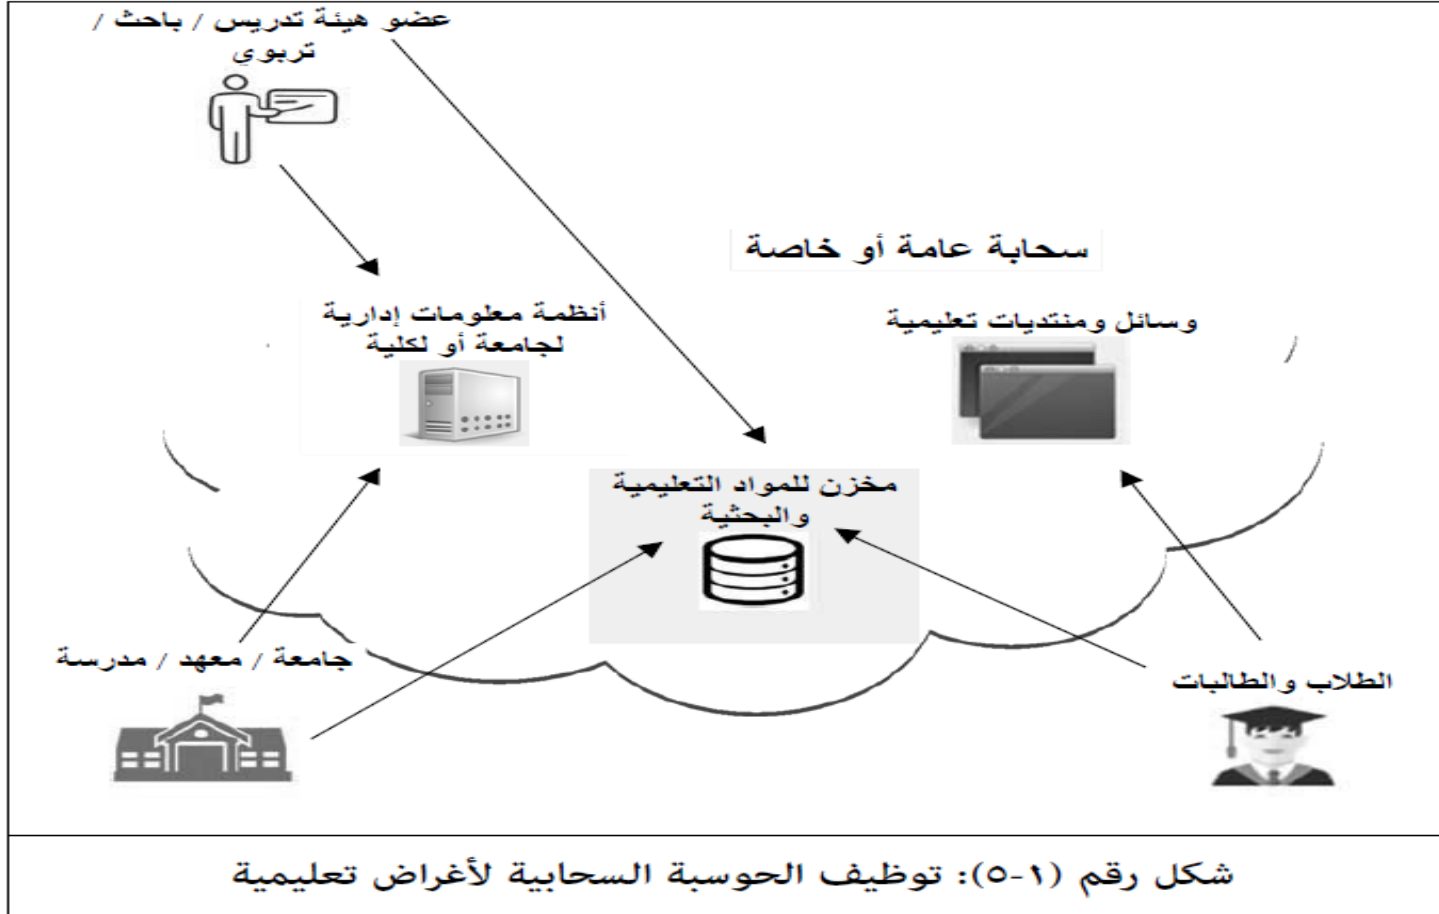 عضو هيئة تدريس / باحث /
تربوي
سحابة عامة أو خاصة
أنظمة معلومات إدارية
لجامعة أو لكلية
وسائل ومنتديات تعليمية
مخزن للمواد التعليمية
والبحثية
جامعة / معهد / مدرسة
الطلاب والطالبات
شكل رقم (١-٥): توظيف الحوسبة السحابية لأغراض تعليمية